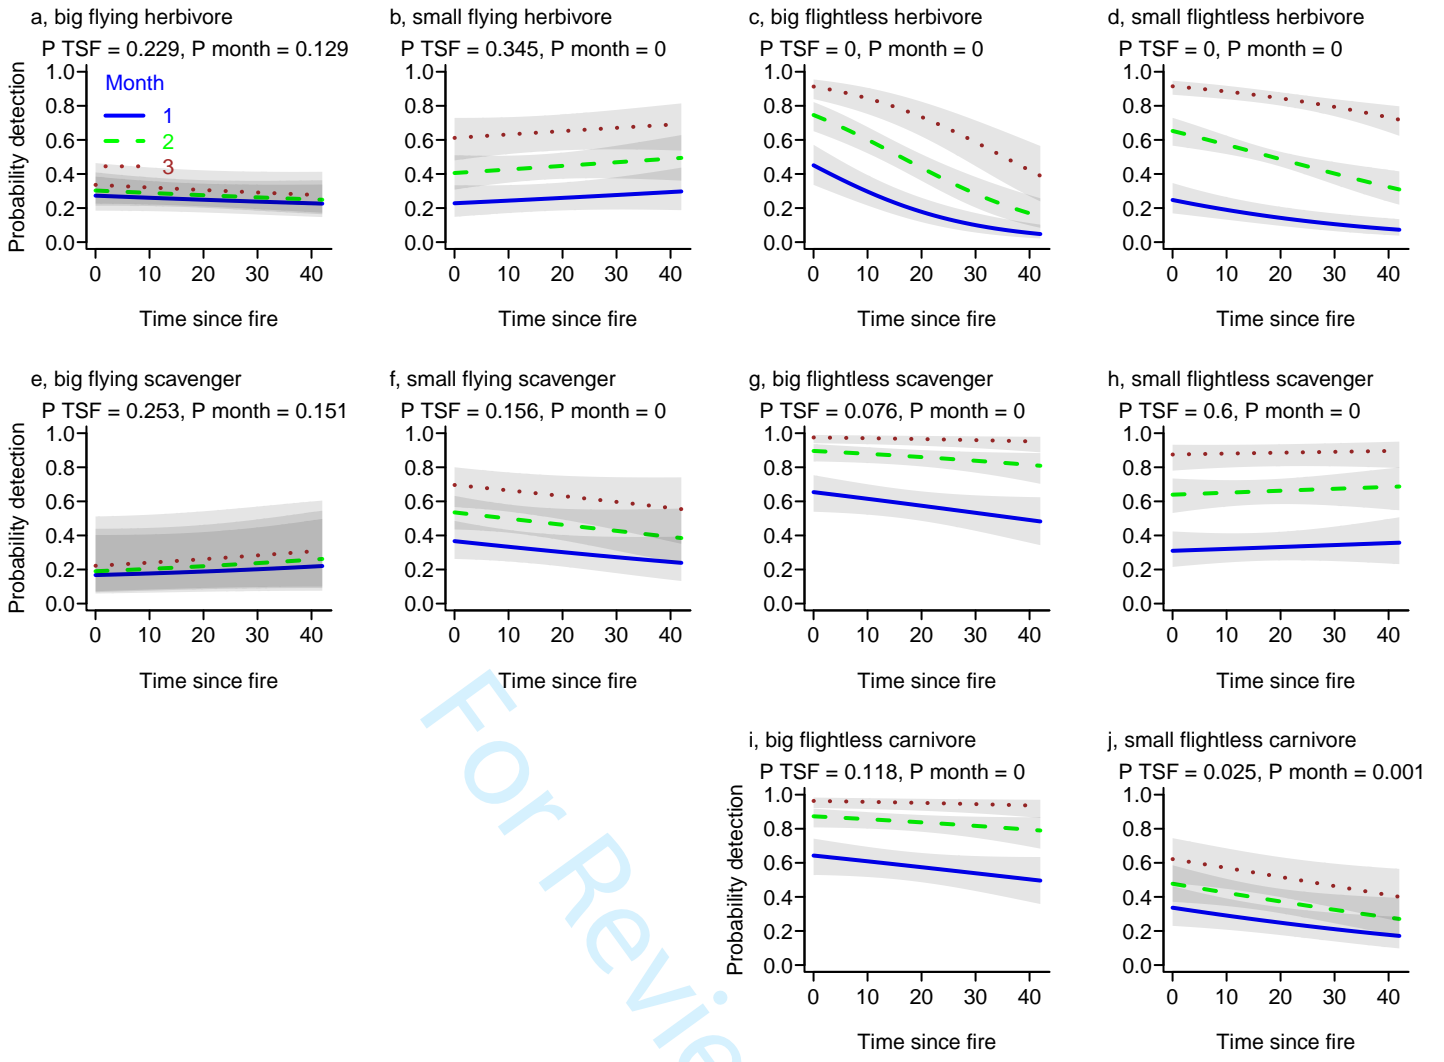 a, big flying herbivore
P TSF = 0.229, P month = 0.129
Probability detection
1.0
0.8
0.6
0.4
0.2
0.0
Month
1
2
3
0 10 20 30 40
Time since fire
b, small flying herbivore
P TSF = 0.345, P month = 0
1.0
0.8
0.6
0.4
0.2
0.0
0 10 20 30 40
Time since fire
c, big flightless herbivore
P TSF = 0, P month = 0
1.0
0.8
0.6
0.4
0.2
0.0
0 10 20 30 40
Time since fire
d, small flightless herbivore
P TSF = 0, P month = 0
1.0
0.8
0.6
0.4
0.2
0.0
0 10 20 30 40
Time since fire
e, big flying scavenger
P TSF = 0.253, P month = 0.151
Probability detection
1.0
0.8
0.6
0.4
0.2
0.0
0 10 20 30 40
Time since fire
f, small flying scavenger
P TSF = 0.156, P month = 0
1.0
0.8
0.6
0.4
0.2
0.0
0 10 20 30 40
Time since fire
g, big flightless scavenger
P TSF = 0.076, P month = 0
1.0
0.8
0.6
0.4
0.2
0.0
0 10 20 30 40
Time since fire
h, small flightless scavenger
P TSF = 0.6, P month = 0
1.0
0.8
0.6
0.4
0.2
0.0
0 10 20 30 40
Time since fire
i, big flightless carnivore
P TSF = 0.118, P month = 0
Probability detection
1.0
0.8
0.6
0.4
0.2
0.0
0 10 20 30 40
Time since fire
j, small flightless carnivore
P TSF = 0.025, P month = 0.001
1.0
0.8
0.6
0.4
0.2
0.0
0 10 20 30 40
Time since fire
For Revie